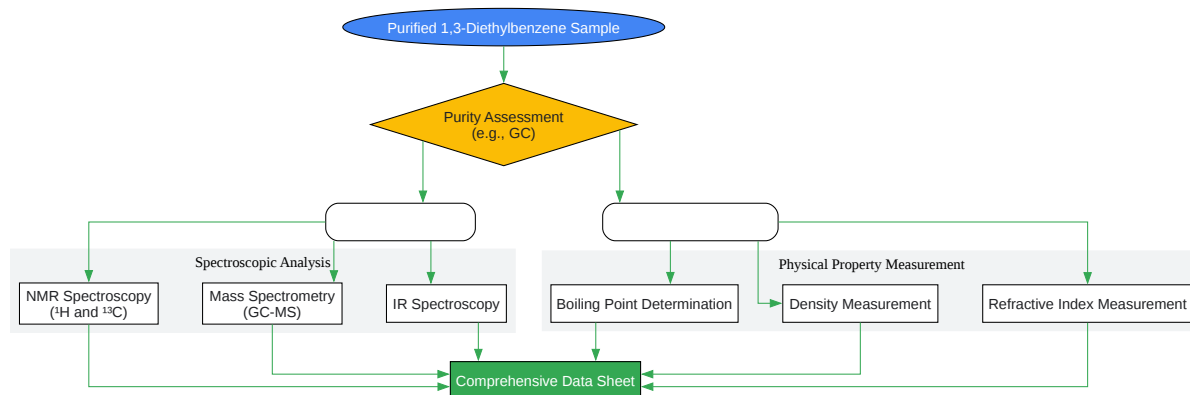 Purified 1,3-Diethylbenzene Sample
Purity Assessment
(e.g., GC)
Spectroscopic Analysis
Physical Property Measurement
NMR Spectroscopy
(¹H and ¹³C)
Mass Spectrometry
(GC-MS)
IR Spectroscopy
Boiling Point Determination
Density Measurement
Refractive Index Measurement
Comprehensive Data Sheet